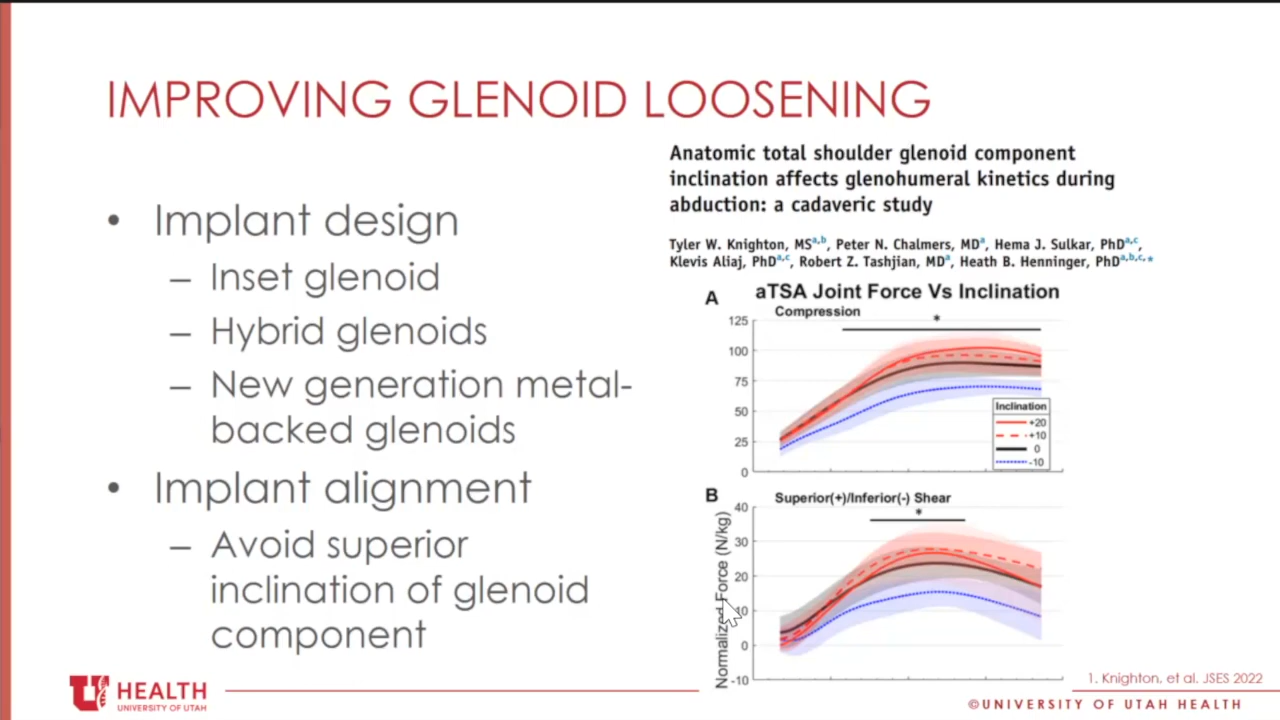 IMPROVING GLENOID LOOSENING
• Implant design
– Inset glenoid
– Hybrid glenoids
– New generation metal-
backed glenoids
• Implant alignment
– Avoid superior
inclination of glenoid
component
Anatomic total shoulder glenoid component
inclination affects glenohumeral kinetics during
abduction: a cadaveric study
Tyler W. Knighton, MSa,b, Peter N. Chalmers, MDa, Hema J. Sulkar, PhDa,c,
Klevis Aliaj, PhDa,c, Robert Z. Tashjian, MDa, Heath B. Henninger, PhDa,b,c,*
A
aTSA Joint Force Vs Inclination
Compression
*
125
100
75
50
25
0
Inclination
+20
+10
0
-10
B
Superior(+)/Inferior(-) Shear
*
40
30
20
10
0
-10
Normalized Force (N/kg)
U HEALTH
UNIVERSITY OF UTAH
1. Knighton, et al. JSES 2022
©UNIVERSITY OF UTAH HEALTH